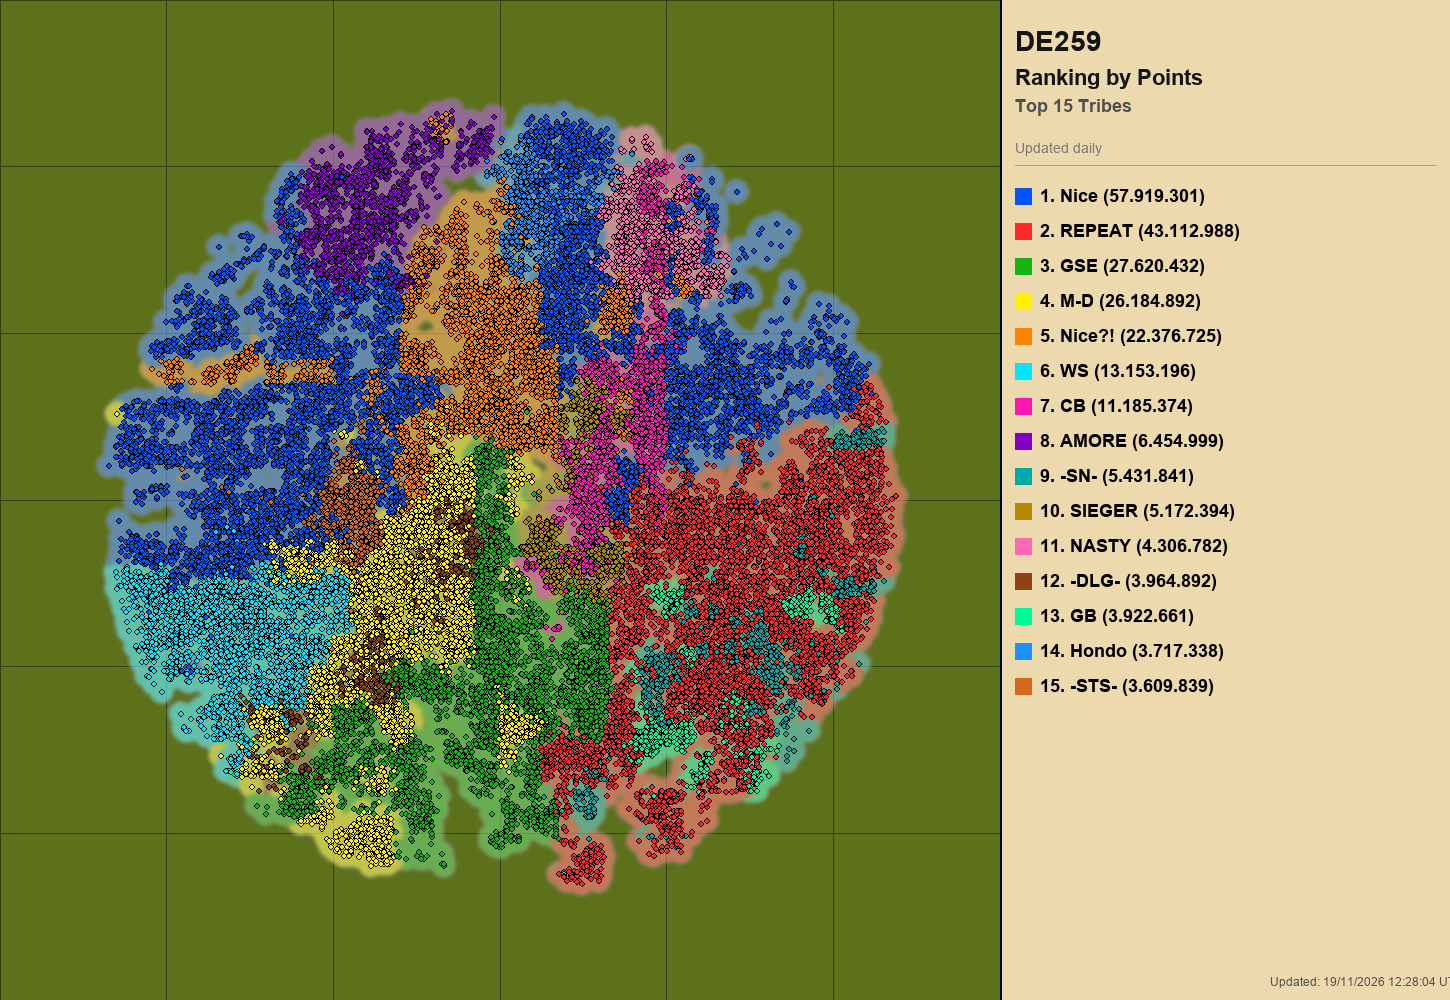 DE259
Ranking by Points
Top 15 Tribes
Updated daily
1. Nice (57.919.301)
2. REPEAT (43.112.988)
3. GSE (27.620.432)
4. M-D (26.184.892)
5. Nice?! (22.376.725)
6. WS (13.153.196)
7. CB (11.185.374)
8. AMORE (6.454.999)
9. -SN- (5.431.841)
10. SIEGER (5.172.394)
11. NASTY (4.306.782)
12. -DLG- (3.964.892)
13. GB (3.922.661)
14. Hondo (3.717.338)
15. -STS- (3.609.839)
Updated: 19/11/2026 12:28:04 U